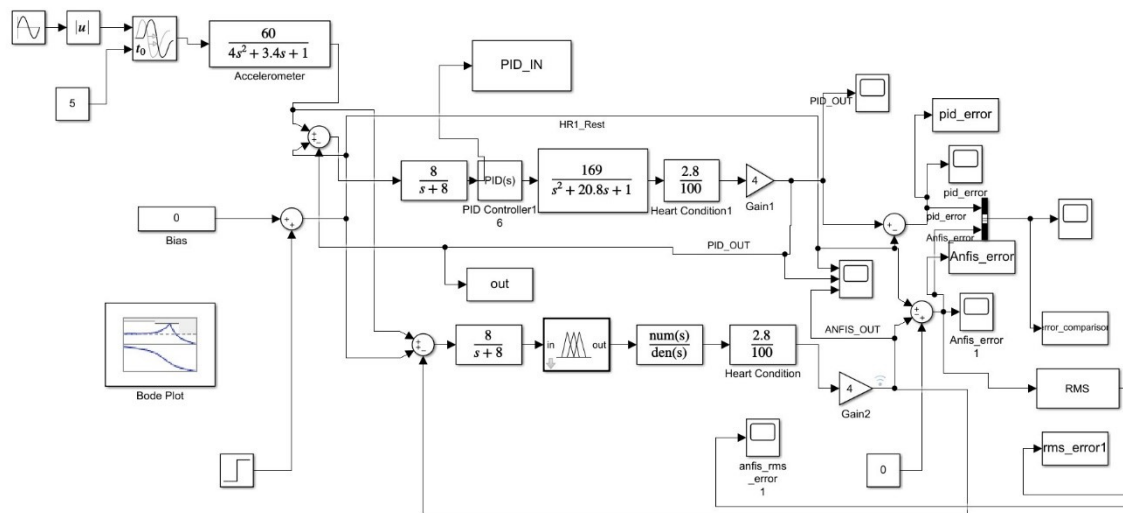 |u|
t₀
60
4s² + 3.4s + 1
Accelerometer
5
PID_IN
PID_OUT
pid_error
HR1_Rest
pid_error
8
s + 8
PID(s)
PID Controller1
6
169
s² + 20.8s + 1
2.8
100
Heart Condition1
4
Gain1
pid_error
Anfis_error
Anfis_error
0
Bias
out
PID_OUT
ANFIS_OUT
Anfis_error
1
error_comparison
Bode Plot
8
s + 8
in
out
num(s)
den(s)
2.8
100
Heart Condition
4
Gain2
RMS
anfis_rms
_error
1
0
rms_error1